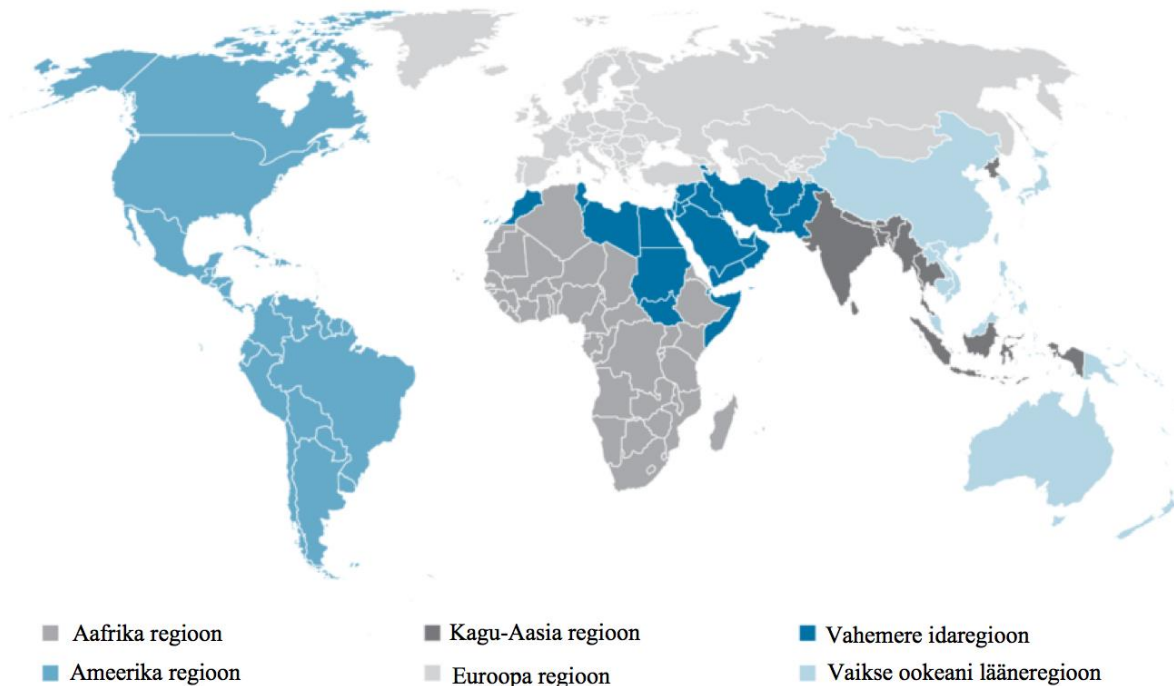 Aafrika regioon
Kagu-Aasia regioon
Vahemere idaregioon
Ameerika regioon
Euroopa regioon
Vaikse ookeani lääneregioon